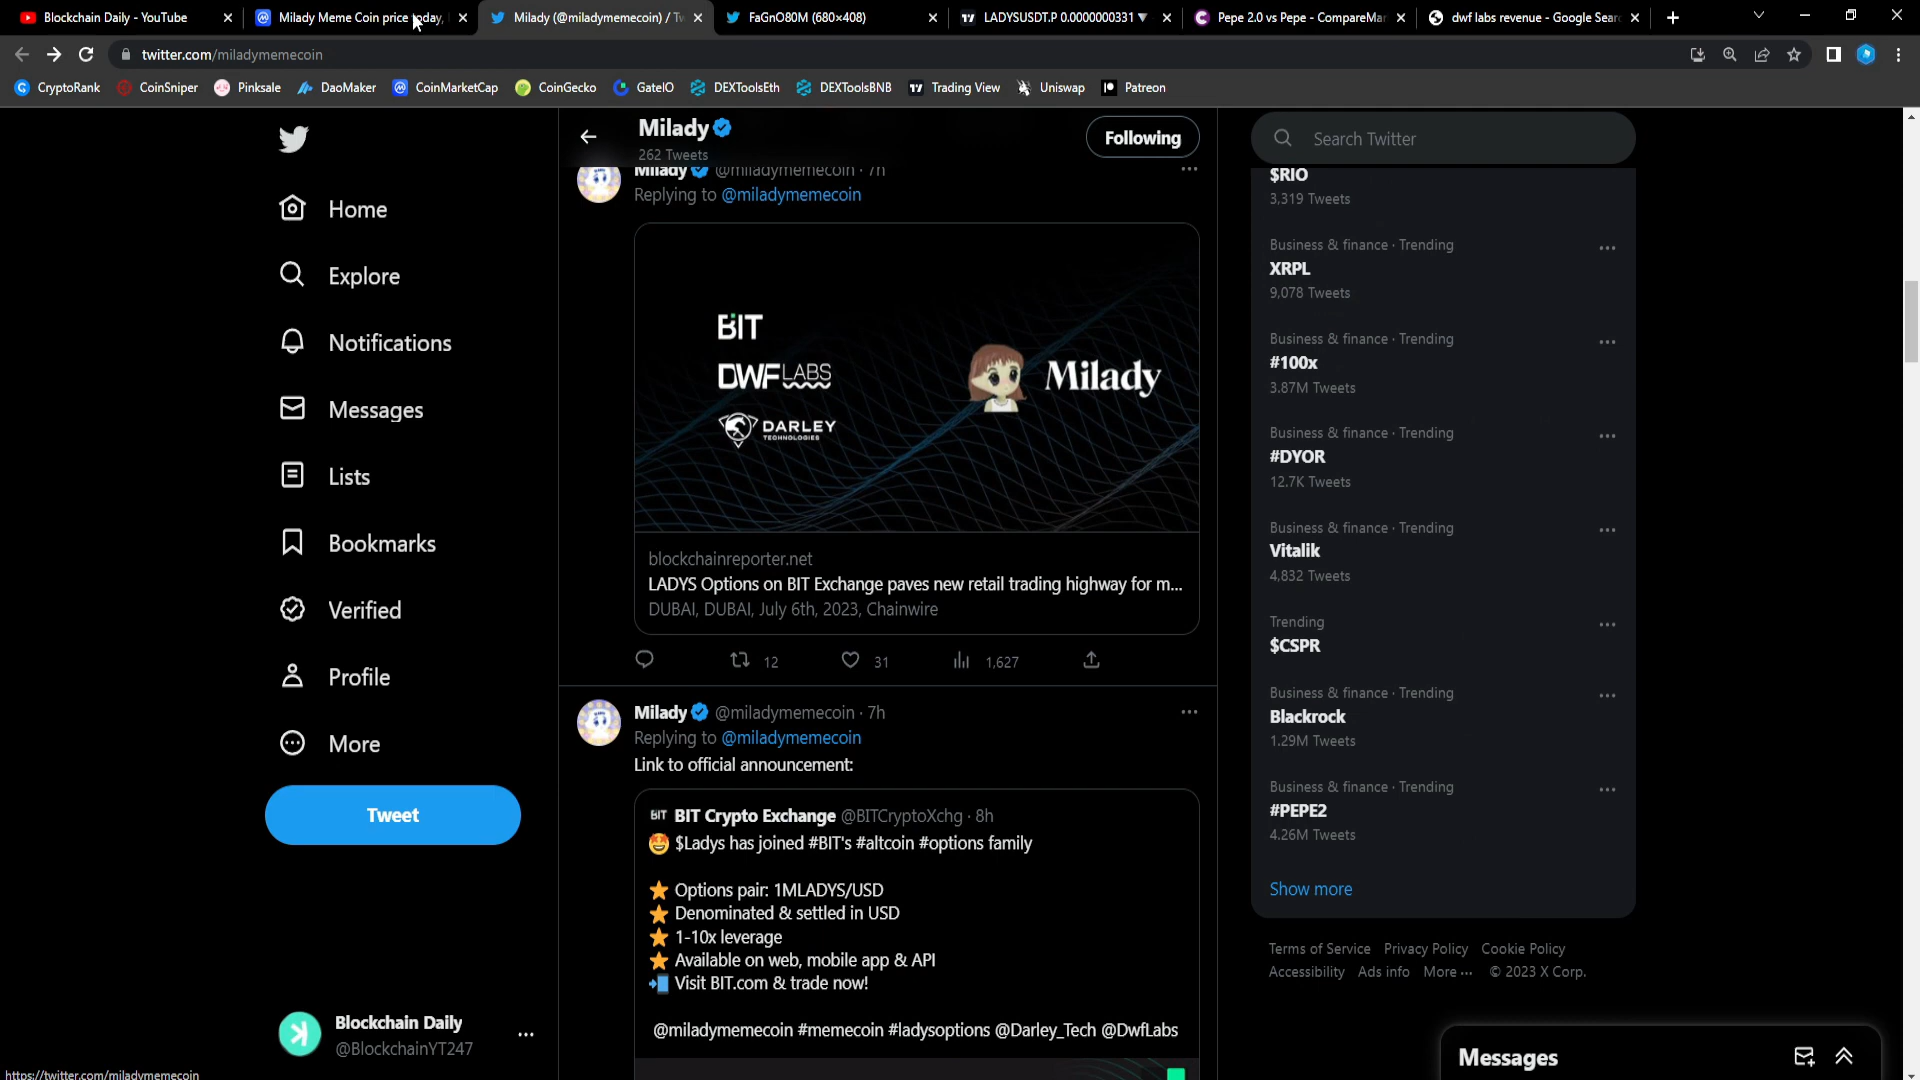 Blockchain Daily - YouTube
Milady Meme Coin price today,
Milady (@miladymemecoin) / Tw
FaGnO80M (680×408)
LADYSUSDT.P 0.0000000331 ▼
Pepe 2.0 vs Pepe - CompareMar
dwf labs revenue - Google Sear
twitter.com/miladymemecoin
CryptoRank
CoinSniper
Pinksale
DaoMaker
CoinMarketCap
CoinGecko
GateIO
DEXToolsEth
DEXToolsBNB
Trading View
Uniswap
Patreon
Home
Explore
Notifications
Messages
Lists
Bookmarks
Verified
Profile
More
Tweet
Blockchain Daily
@BlockchainYT247
https://twitter.com/miladymemecoin
Milady
262 Tweets
Following
Milady @miladymemecoin · 7h
Replying to @miladymemecoin
BIT
DWF LABS
DARLEY
TECHNOLOGIES
Milady
blockchainreporter.net
LADYS Options on BIT Exchange paves new retail trading highway for m...
DUBAI, DUBAI, July 6th, 2023, Chainwire
12
31
1,627
Milady @miladymemecoin · 7h
Replying to @miladymemecoin
Link to official announcement:
BIT BIT Crypto Exchange @BITCryptoXchg · 8h
🤩 $Ladys has joined #BIT's #altcoin #options family
⭐ Options pair: 1MLADYS/USD
⭐ Denominated & settled in USD
⭐ 1-10x leverage
⭐ Available on web, mobile app & API
📲 Visit BIT.com & trade now!
@miladymemecoin #memecoin #ladysoptions @Darley_Tech @DwfLabs
Search Twitter
$RIO
3,319 Tweets
Business & finance · Trending
XRPL
9,078 Tweets
Business & finance · Trending
#100x
3.87M Tweets
Business & finance · Trending
#DYOR
12.7K Tweets
Business & finance · Trending
Vitalik
4,832 Tweets
Trending
$CSPR
Business & finance · Trending
Blackrock
1.29M Tweets
Business & finance · Trending
#PEPE2
4.26M Tweets
Show more
Terms of Service Privacy Policy Cookie Policy
Accessibility Ads info More ··· © 2023 X Corp.
Messages